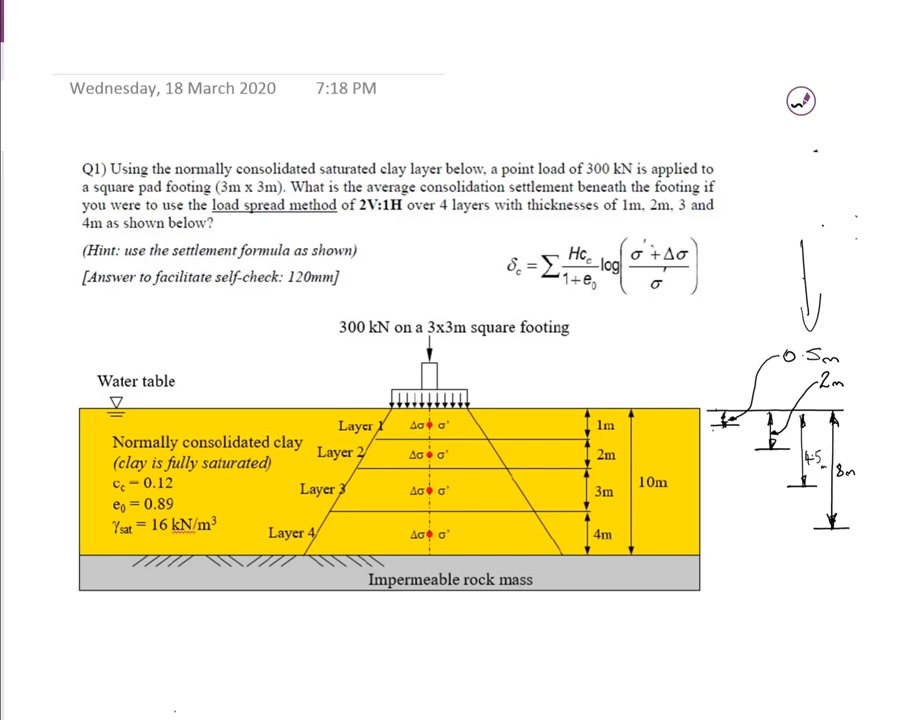 Wednesday, 18 March 2020 7:18 PM
Q1) Using the normally consolidated saturated clay layer below, a point load of 300 kN is applied to
a square pad footing (3m x 3m). What is the average consolidation settlement beneath the footing if
you were to use the load spread method of 2V:1H over 4 layers with thicknesses of 1m, 2m, 3 and
4m as shown below?
(Hint: use the settlement formula as shown)
[Answer to facilitate self-check: 120mm]
δc = ∑ Hcc/1+e0 log(σ'+Δσ/σ')
300 kN on a 3x3m square footing
0.5m
2m
Water table
Layer 1 Δσ σ' 1m
Normally consolidated clay
(clay is fully saturated)
Layer 2 Δσ σ' 2m
4.5m
8m
cc = 0.12
e0 = 0.89
γsat = 16 kN/m³
Layer 3 Δσ σ' 3m
10m
Layer 4 Δσ σ' 4m
Impermeable rock mass